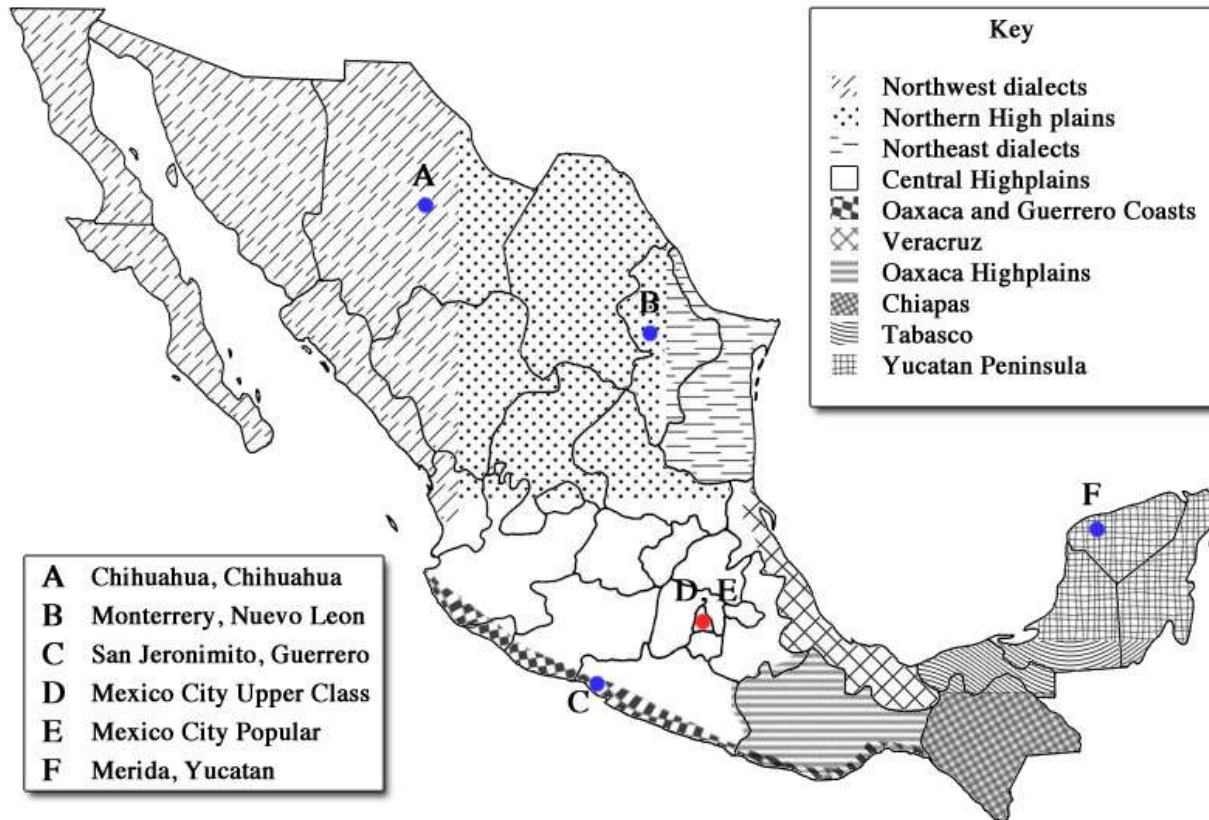 Key
Northwest dialects
Northern High plains
Northeast dialects
Central Highplains
Oaxaca and Guerrero Coasts
Veracruz
Oaxaca Highplains
Chiapas
Tabasco
Yucatan Peninsula
A
B
F
D, E
C
A Chihuahua, Chihuahua
B Monterrery, Nuevo Leon
C San Jeronimito, Guerrero
D Mexico City Upper Class
E Mexico City Popular
F Merida, Yucatan